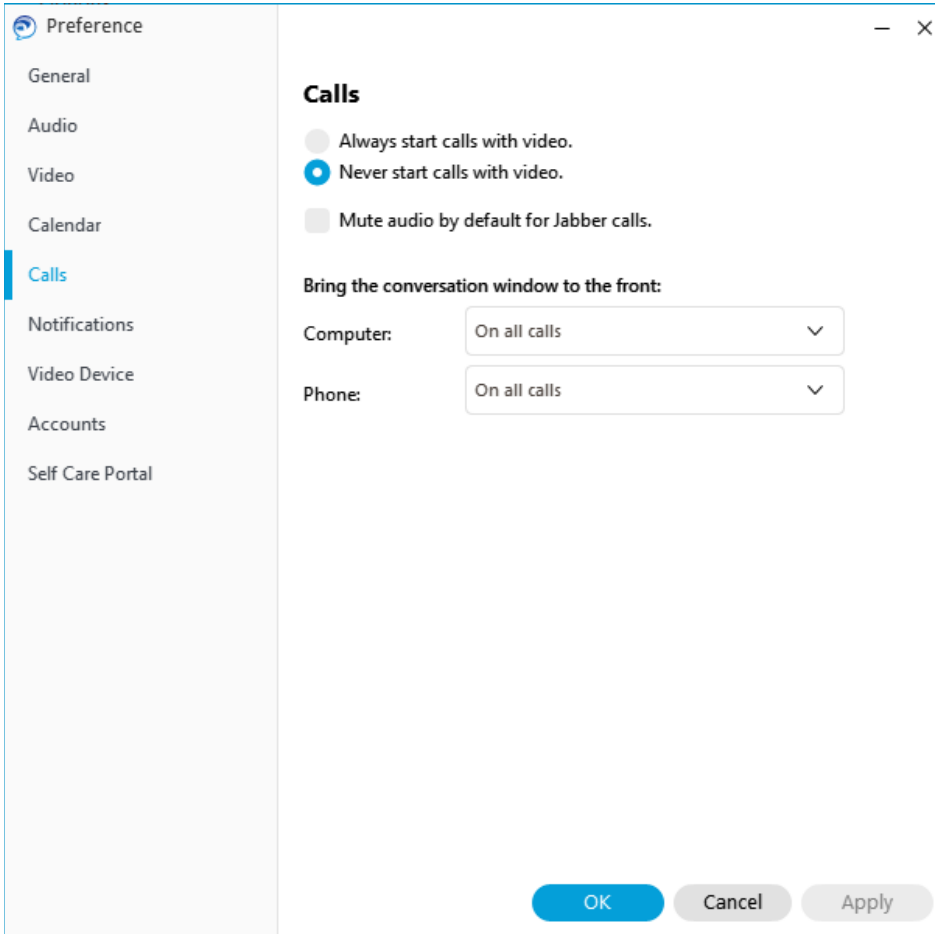 Preference
General
Audio
Video
Calendar
Calls
Notifications
Video Device
Accounts
Self Care Portal
Calls
Always start calls with video.
Never start calls with video.
Mute audio by default for Jabber calls.
Bring the conversation window to the front:
Computer: On all calls
Phone: On all calls
OK Cancel Apply